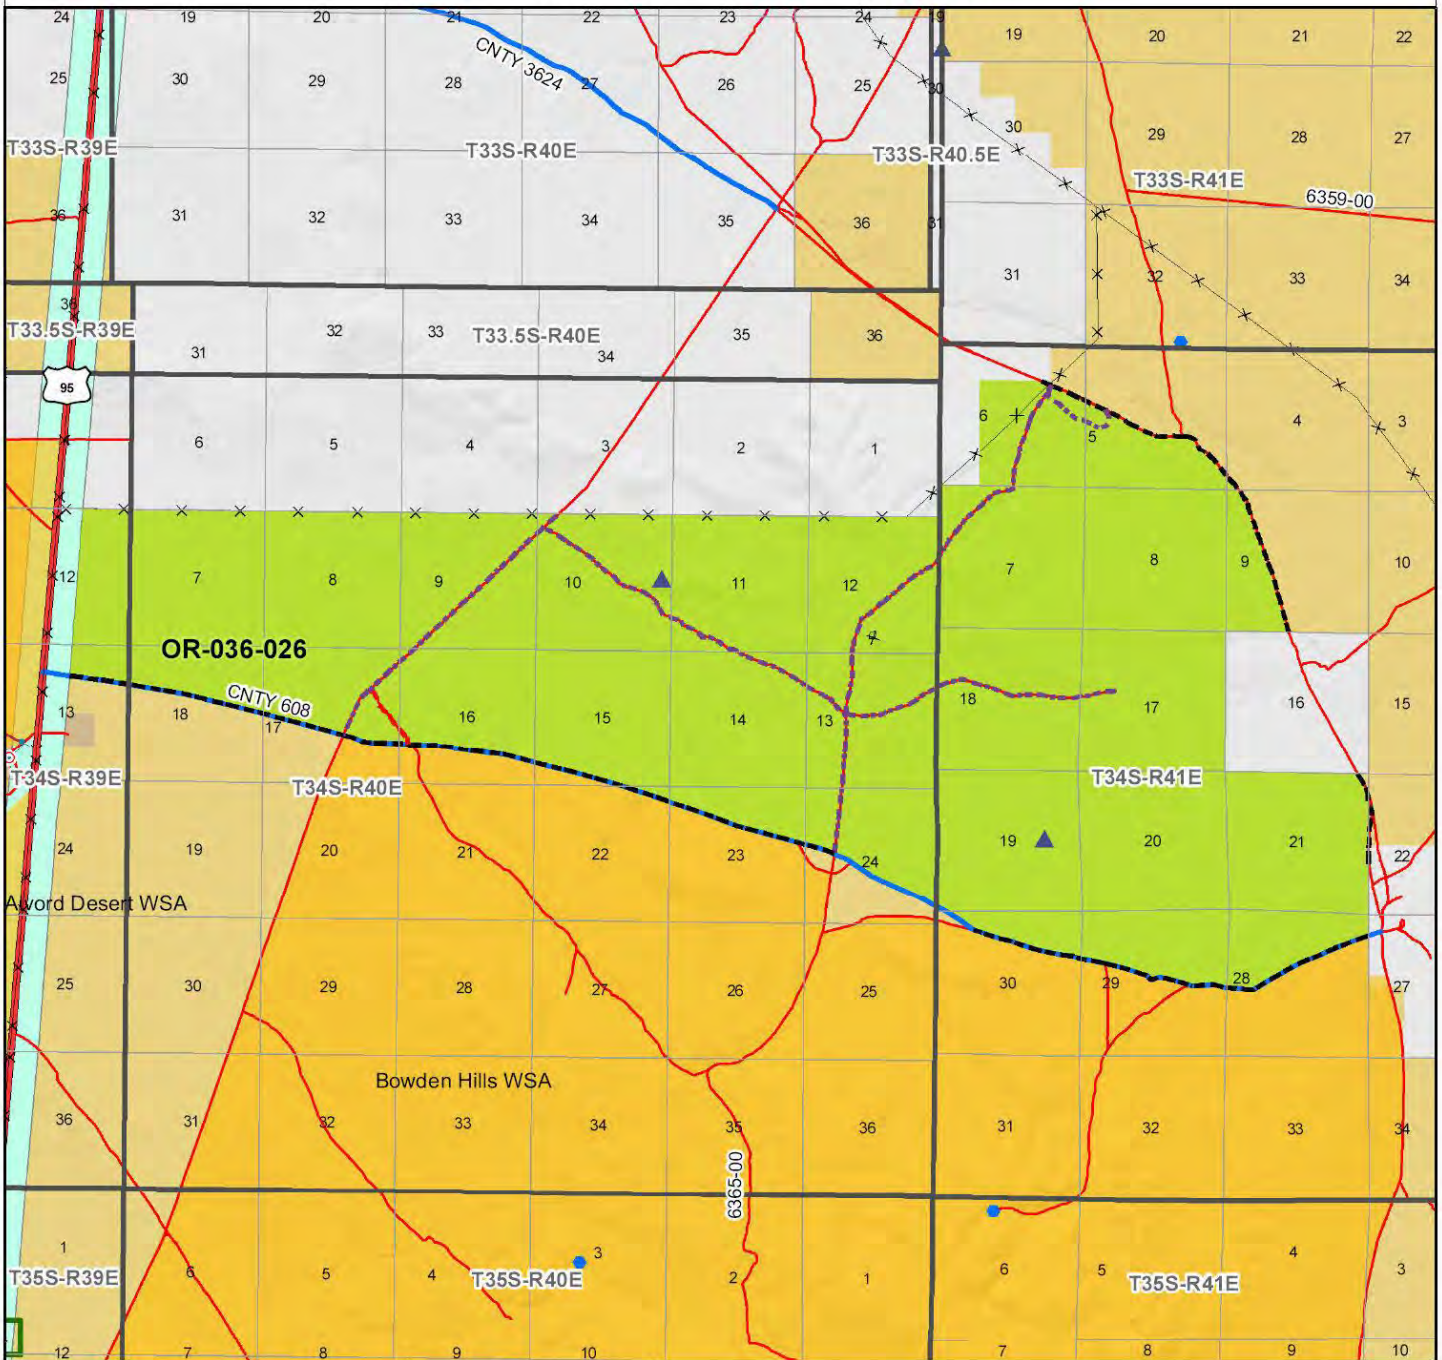 24 19 20 21 22 23 24 19 19 20 21 22
CNTY 3624
25 30 29 28 27 26 25 30 30 29 28 27
T33S-R39E T33S-R40E T33S-R40.5E T33S-R41E
6359-00
36 31 32 33 34 35 36 31 31 32 33 34
36 31 32 33 34 35 36
T33.5S-R39E T33.5S-R40E
95
6 5 4 3 2 1 6 5 4 3
12 7 8 9 10 11 12 7 8 9 10
OR-036-026
CNTY 608
13 18 17 16 15 14 13 18 17 16 15
T34S-R39E T34S-R40E T34S-R41E
24 19 20 21 22 23 24 19 20 21 22
Alvord Desert WSA
25 30 29 28 27 26 25 30 29 28 27
Bowden Hills WSA
36 31 32 33 34 35 36 31 32 33 34
6365-00
1 6 5 4 3 2 1 6 5 4 3
T35S-R39E T35S-R40E T35S-R41E
12 7 8 9 10 7 8 9 10